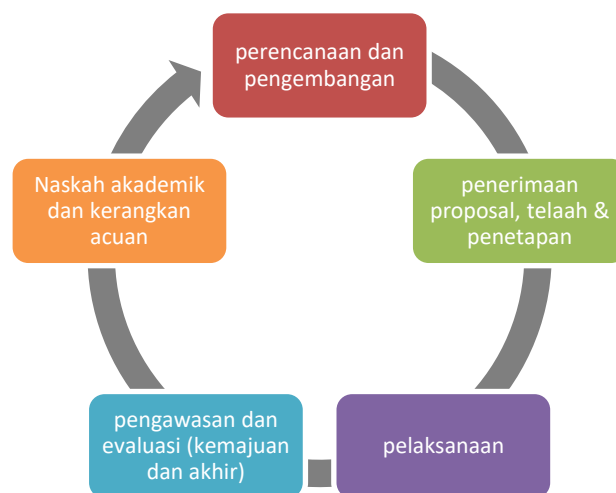 perencanaan dan
pengembangan
penerimaan
proposal, telaah &
penetapan
pelaksanaan
pengawasan dan
evaluasi (kemajuan
dan akhir)
Naskah akademik
dan kerangkan
acuan